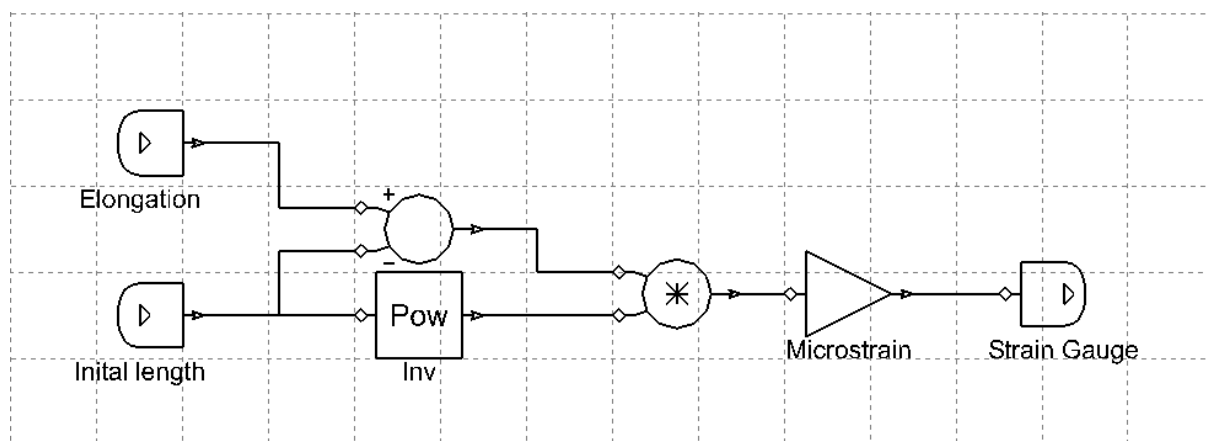 Elongation
+
−
Pow
Inital length
Inv
Microstrain
Strain Gauge